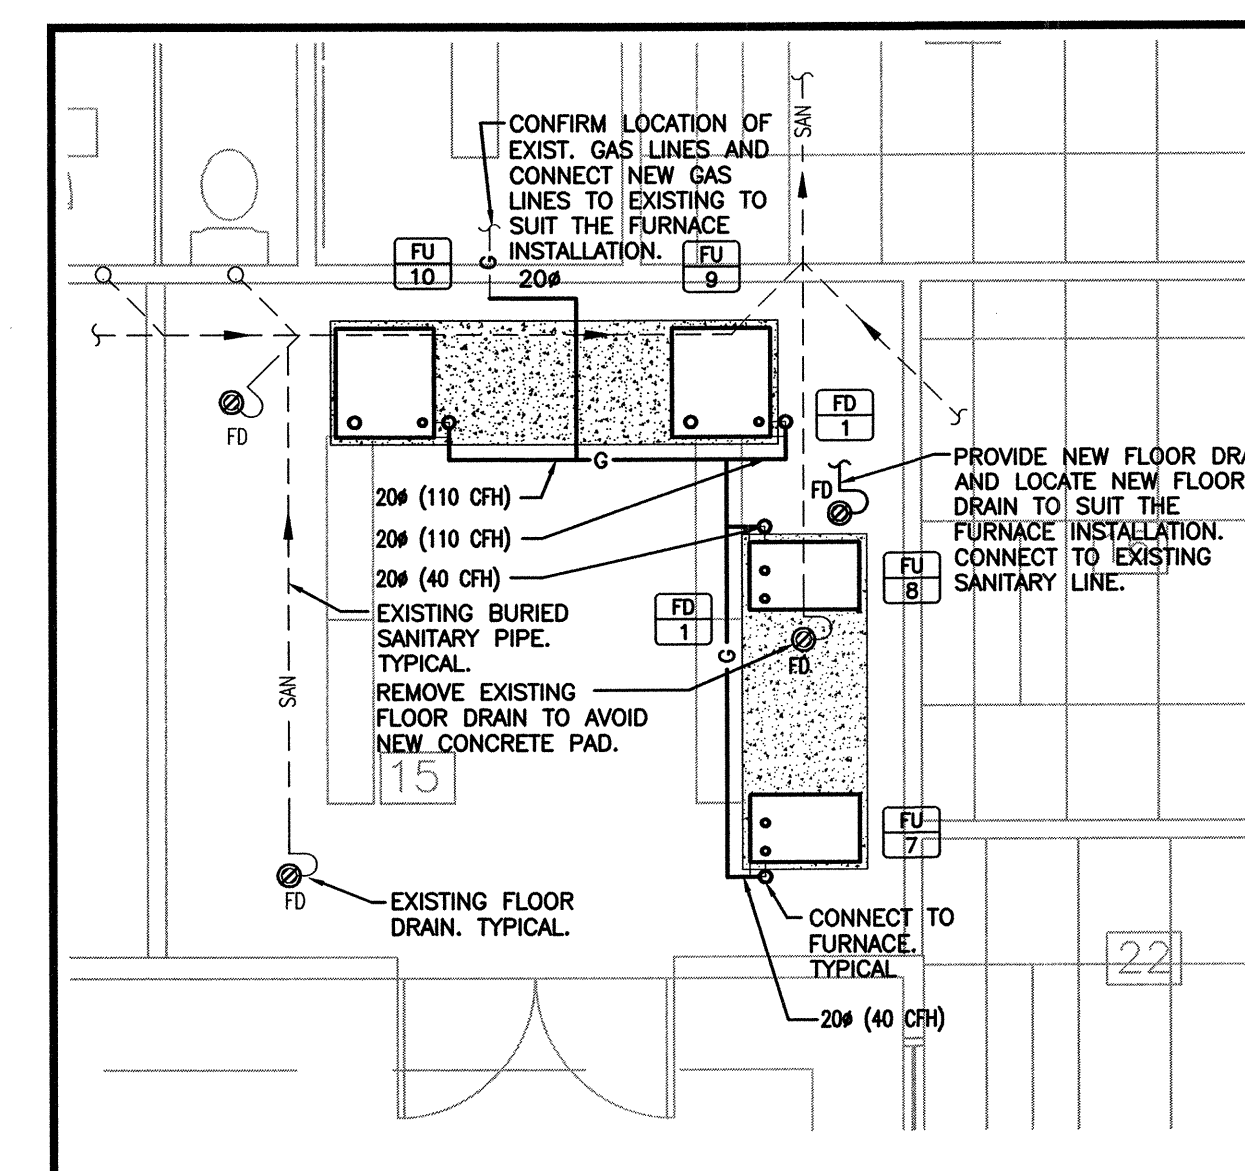 SAN
CONFIRM LOCATION OF
EXIST. GAS LINES AND
CONNECT NEW GAS
LINES TO EXISTING TO
SUIT THE FURNACE
INSTALLATION.
FU
10
G
20ø
FU
9
FD
FD
1
G
PROVIDE NEW FLOOR DRA
AND LOCATE NEW FLOOR
DRAIN TO SUIT THE
FURNACE INSTALLATION.
CONNECT TO EXISTING
SANITARY LINE.
FD
20ø (110 CFH)
20ø (110 CFH)
20ø (40 CFH)
FU
8
EXISTING BURIED
SANITARY PIPE.
TYPICAL.
FD
1
G
FD
SAN
REMOVE EXISTING
FLOOR DRAIN TO AVOID
NEW CONCRETE PAD.
15
FU
7
FD
EXISTING FLOOR
DRAIN. TYPICAL.
CONNECT TO
FURNACE.
TYPICAL
22
20ø (40 CFH)